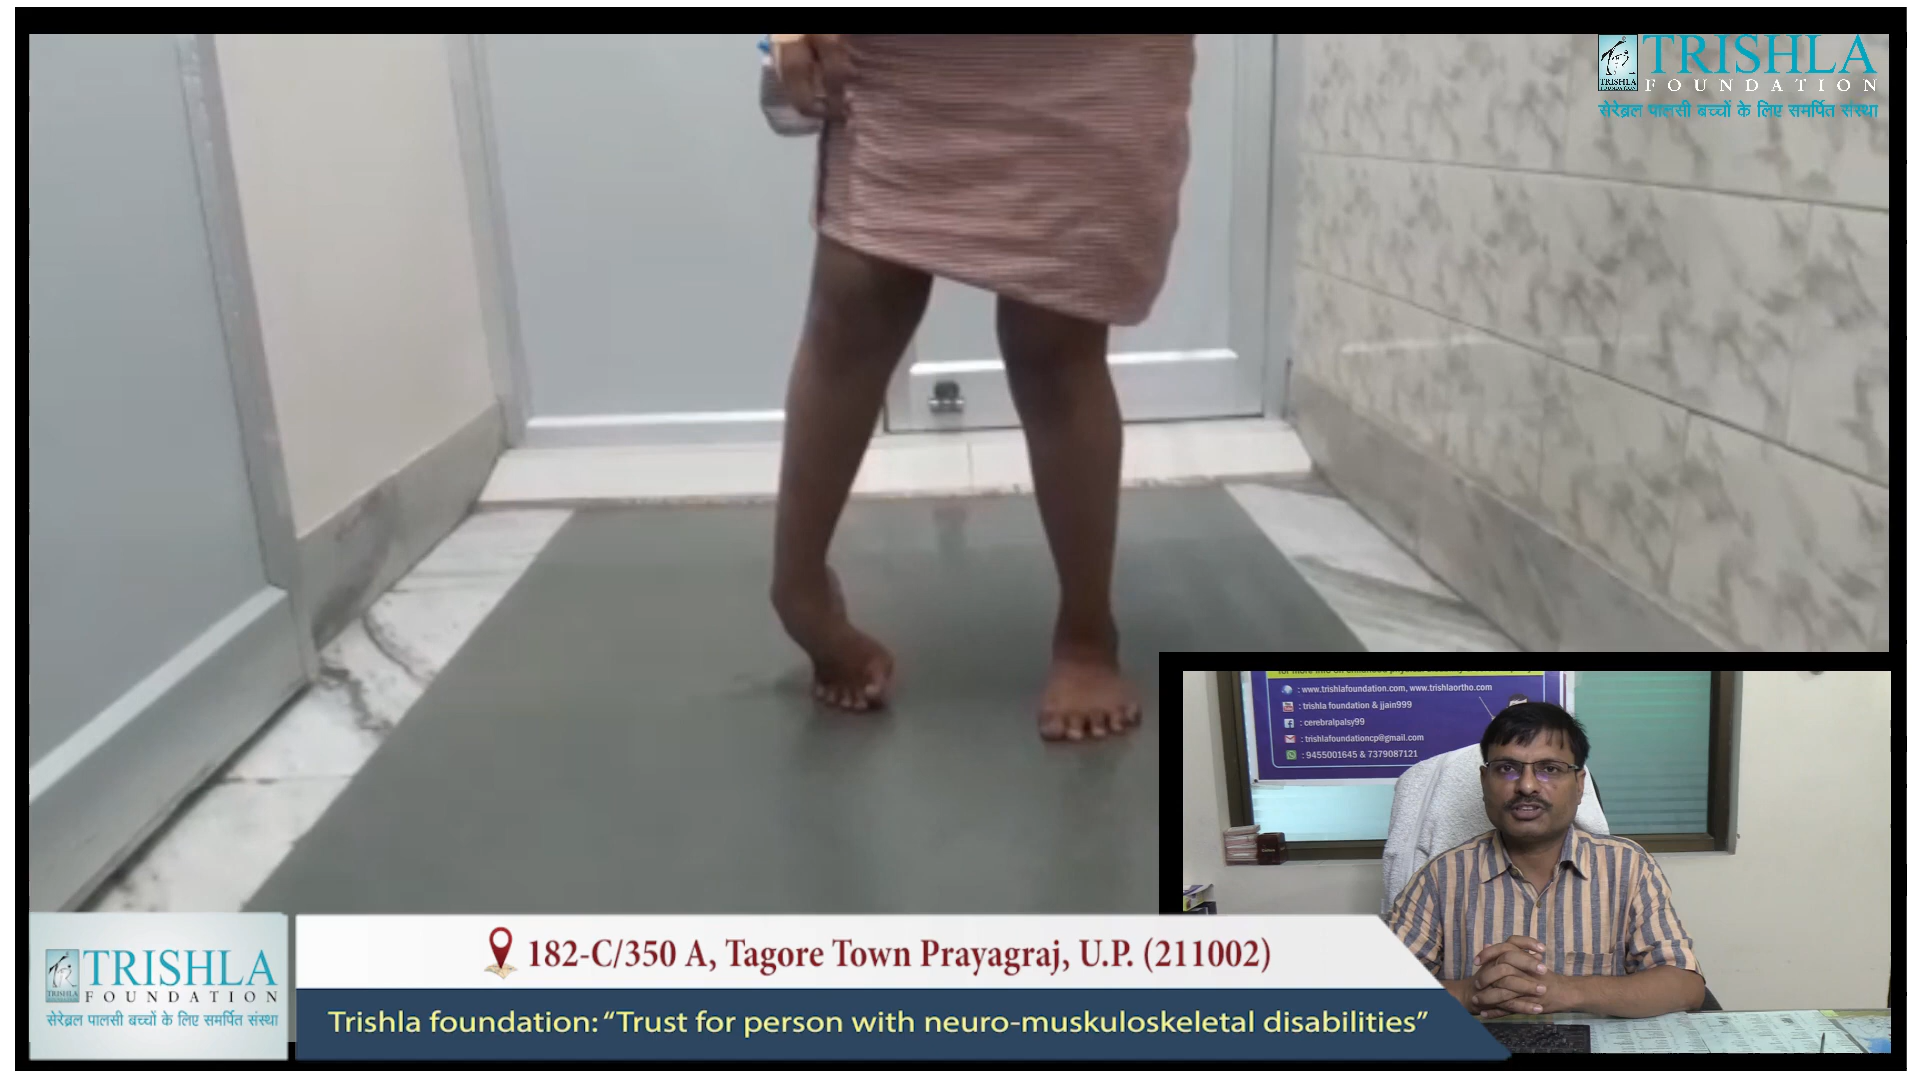 TRISHLA
TRISHLA
FOUNDATION
सेरेब्रल पालसी बच्चों के लिए समर्पित संस्था
: www.trishlafoundation.com, www.trishlaortho.com
: trishla foundation & jjain999
: cerebralpalsy99
: trishlafoundationcp@gmail.com
: 9455001645 & 7379087121
TRISHLA
TRISHLA
FOUNDATION
सेरेब्रल पालसी बच्चों के लिए समर्पित संस्था
182-C/350 A, Tagore Town Prayagraj, U.P. (211002)
Trishla foundation: “Trust for person with neuro-muskuloskeletal disabilities”